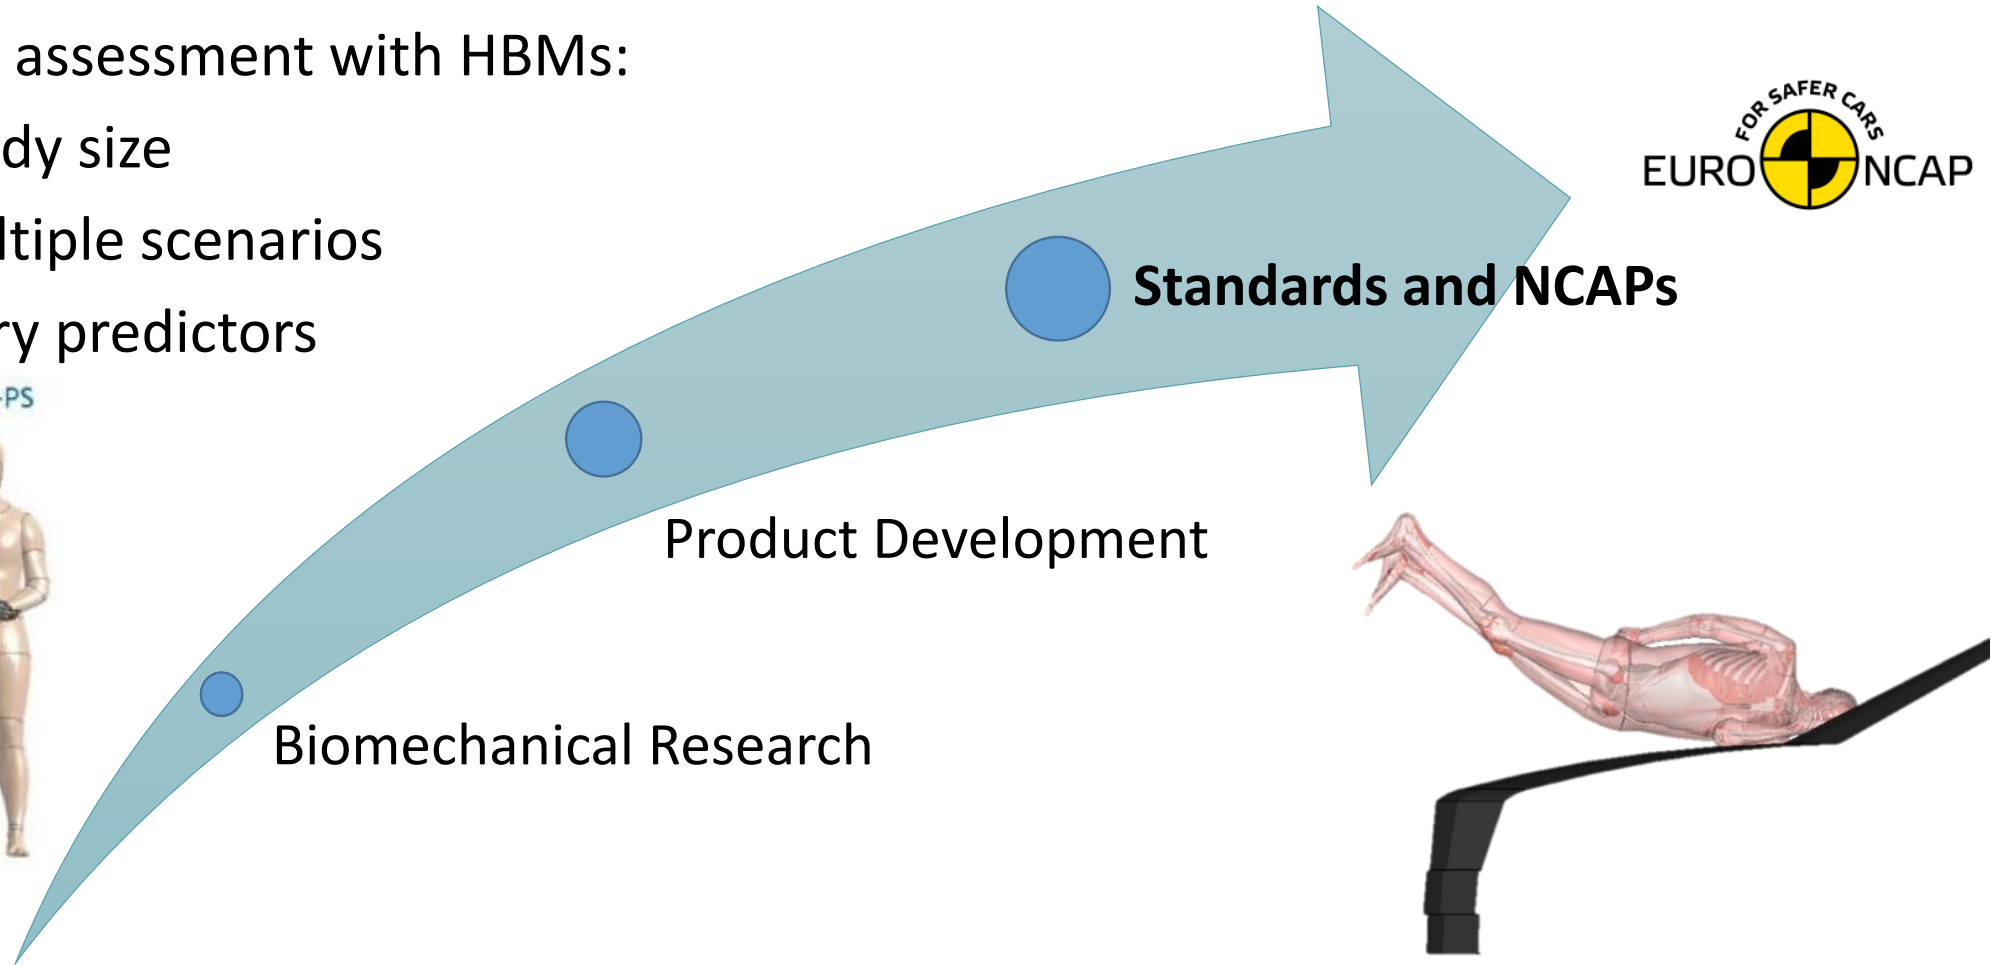 assessment with HBMs:
dy size
ltiple scenarios
ry predictors
-PS
FOR SAFER CARS
EURO NCAP
Standards and NCAPs
Product Development
Biomechanical Research